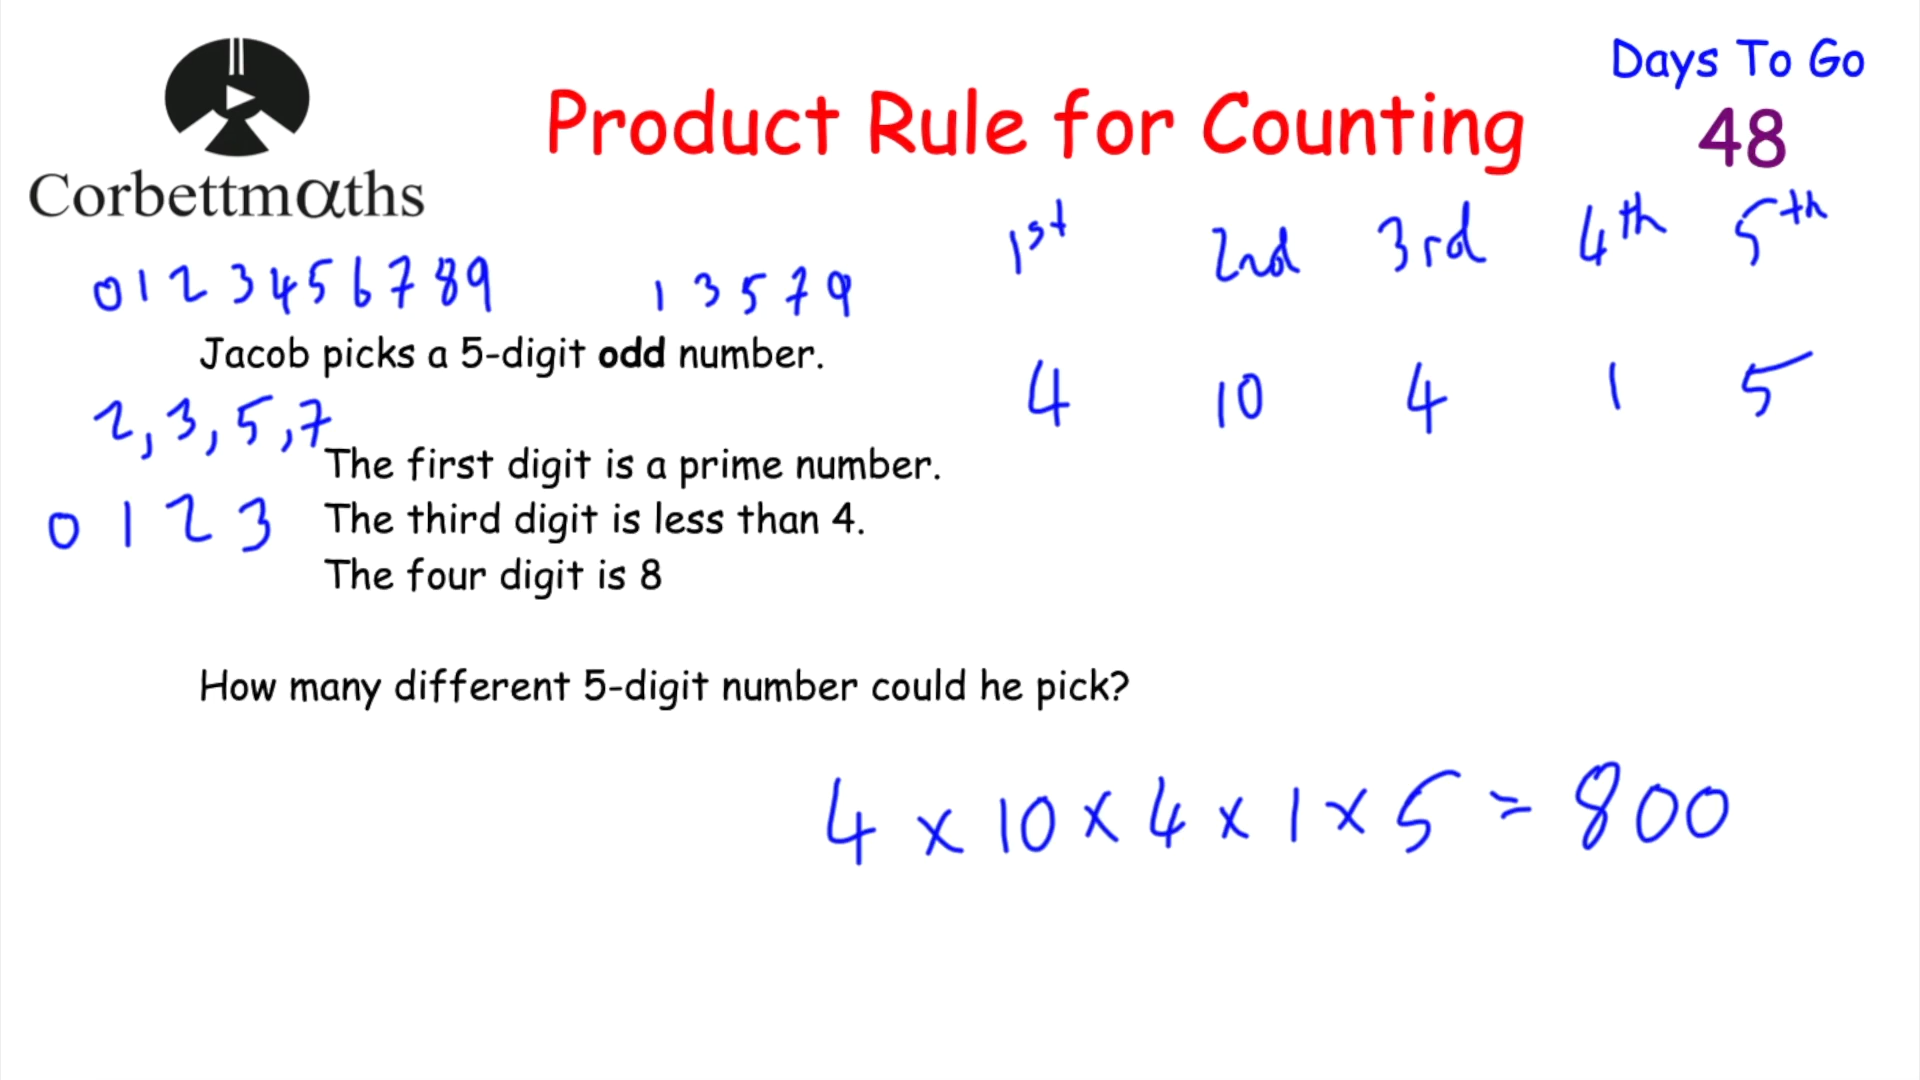 Corbettmαths
Product Rule for Counting
Days To Go
48
1st 2nd 3rd 4th 5th
0 1 2 3 4 5 6 7 8 9
1 3 5 7 9
Jacob picks a 5-digit odd number.
4 10 4 1 5
2, 3, 5, 7
The first digit is a prime number.
0 1 2 3
The third digit is less than 4.
The four digit is 8
How many different 5-digit number could he pick?
4 × 10 × 4 × 1 × 5 = 800